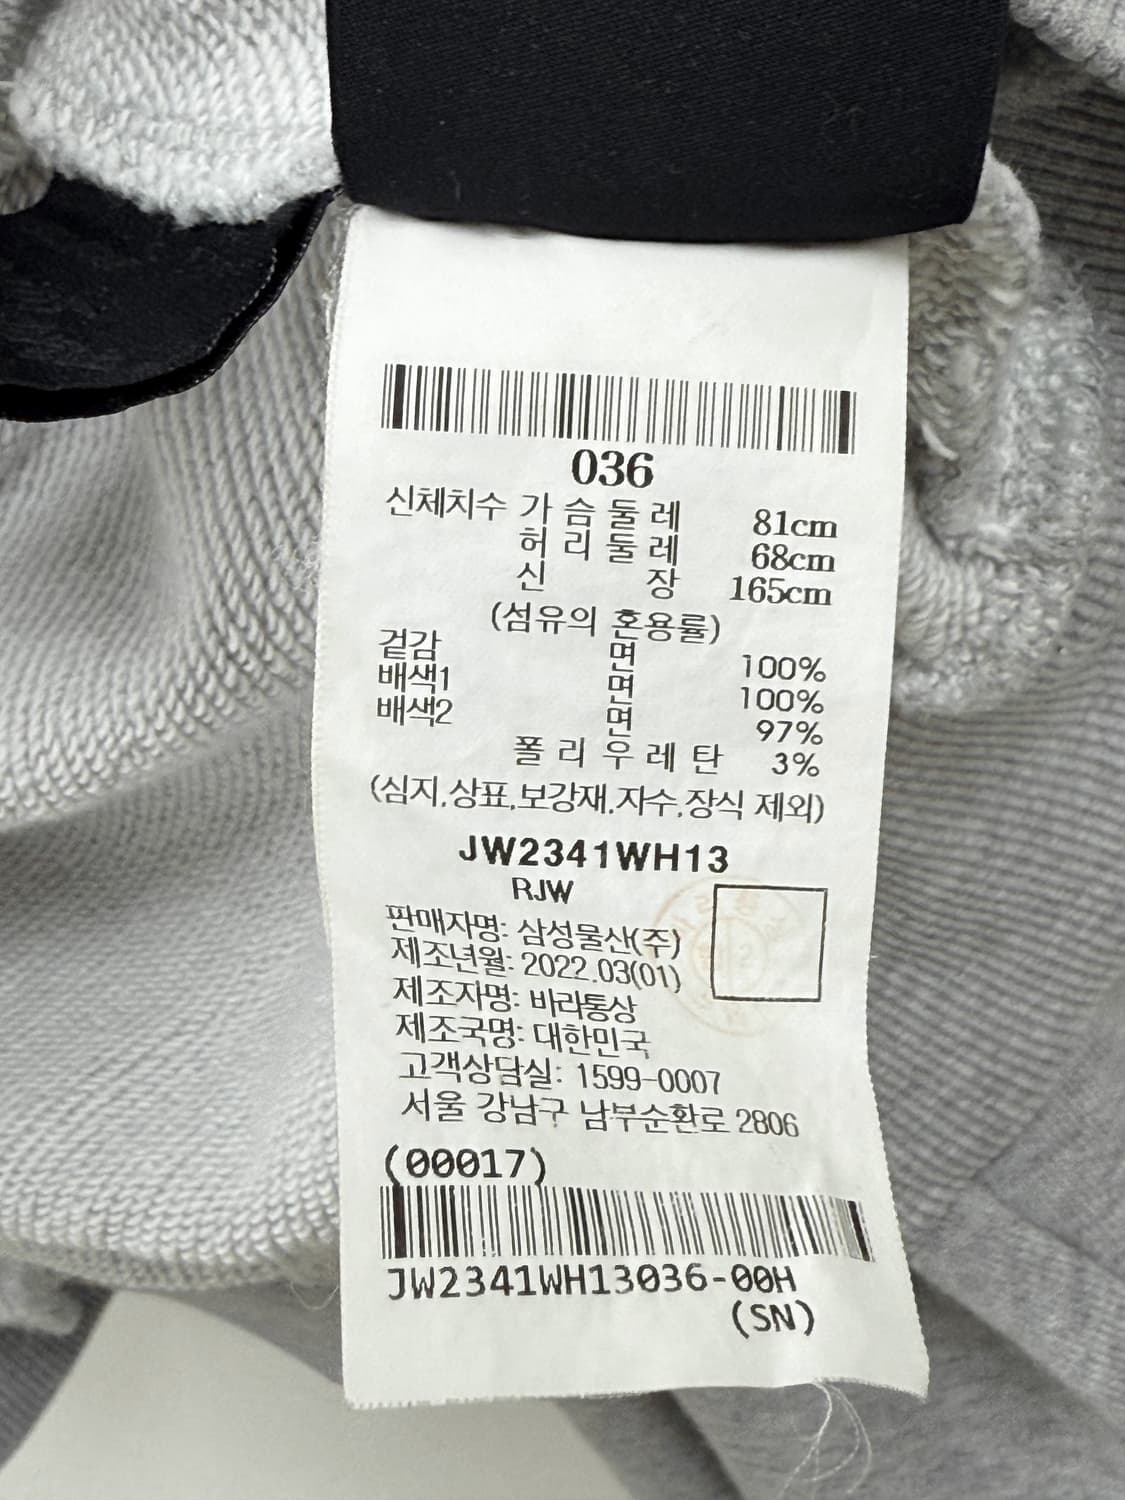 036
신체치수 가슴둘레 81cm
허리둘레 68cm
신장 165cm
(섬유의 혼용률)
겉감 면 100%
배색1 면 100%
배색2 면 97%
폴리우레탄 3%
(심지,상표,보강재,자수,장식 제외)
JW2341WH13
RJW
판매자명: 삼성물산(주)
제조년월: 2022.03(01)
제조자명: 바라통상
제조국명: 대한민국
고객상담실: 1599-0007
서울 강남구 남부순환로 2806
(00017)
JW2341WH13036-00H
(SN)